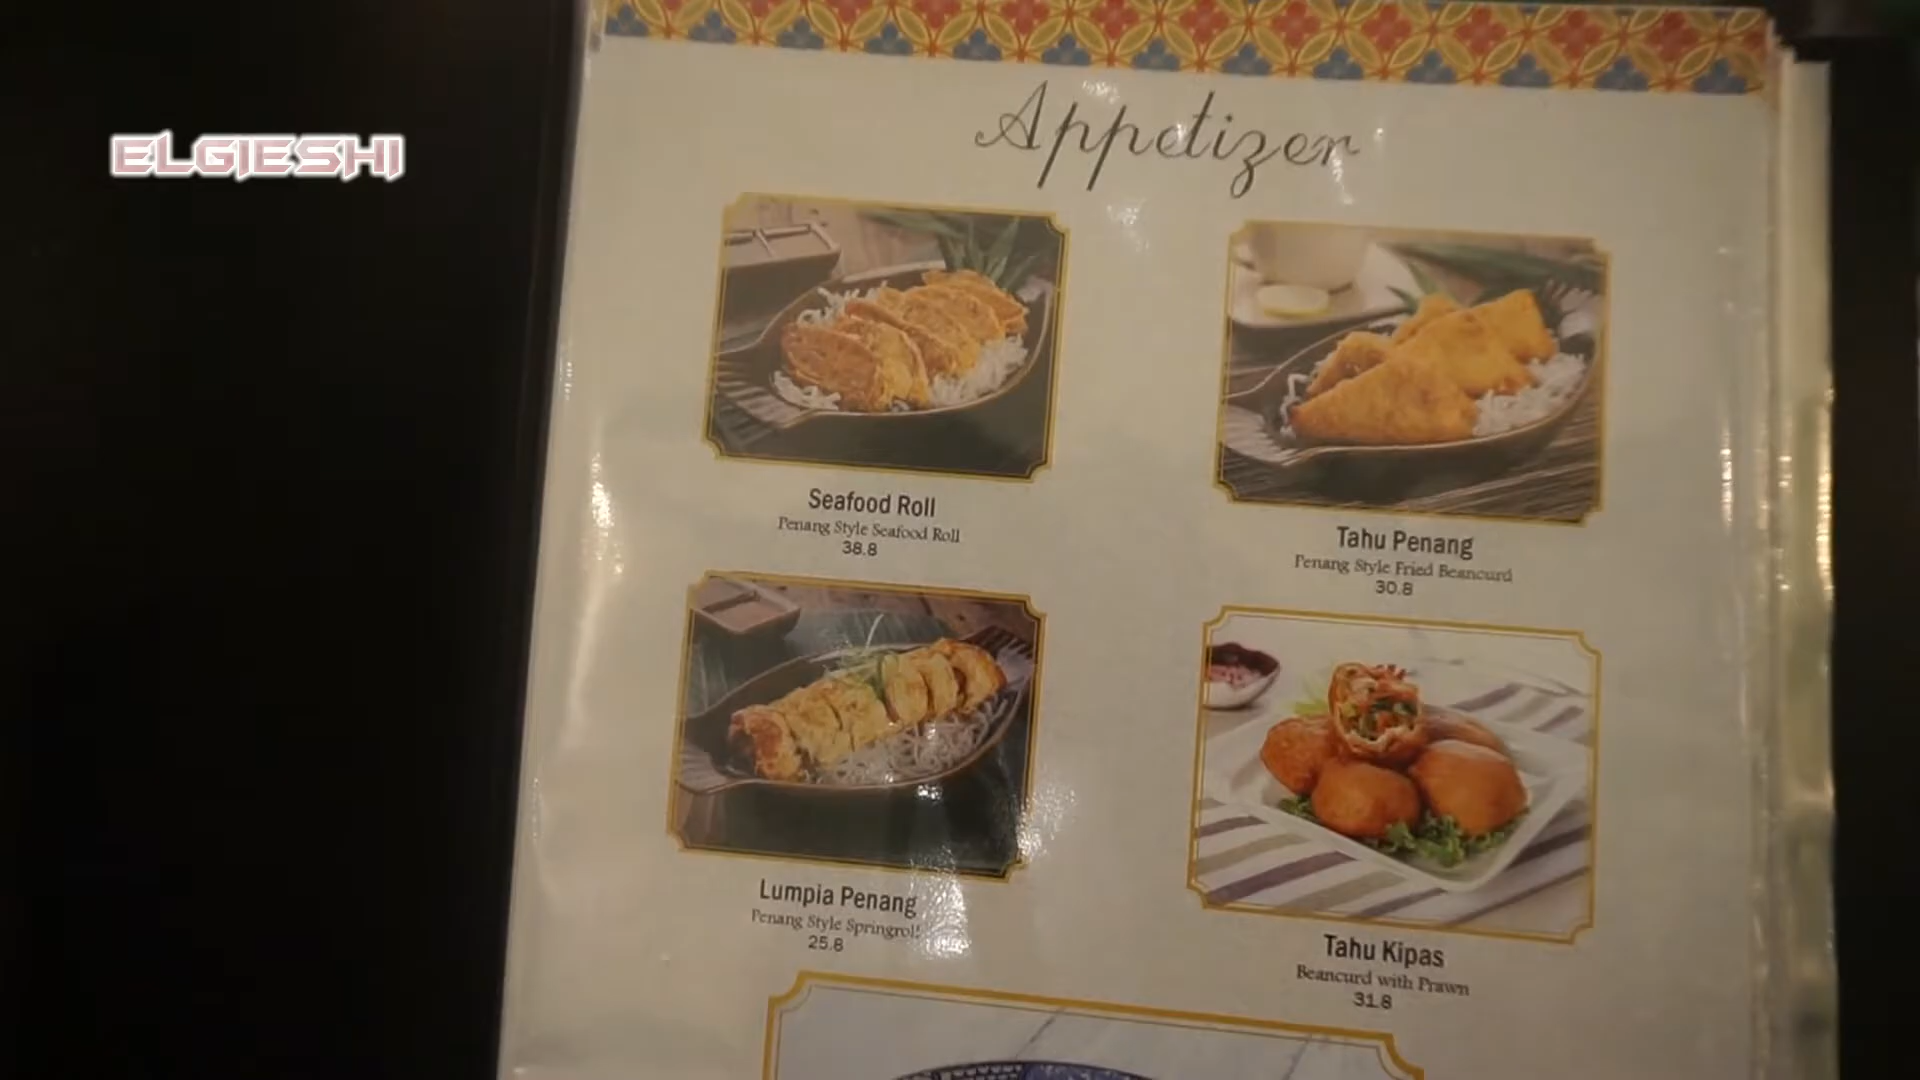 ELGIESHI
Appetizer
Seafood Roll
Penang Style Seafood Roll
38.8
Tahu Penang
Penang Style Fried Beancurd
30.8
Lumpia Penang
Penang Style Springroll
25.8
Tahu Kipas
Beancurd with Prawn
31.8